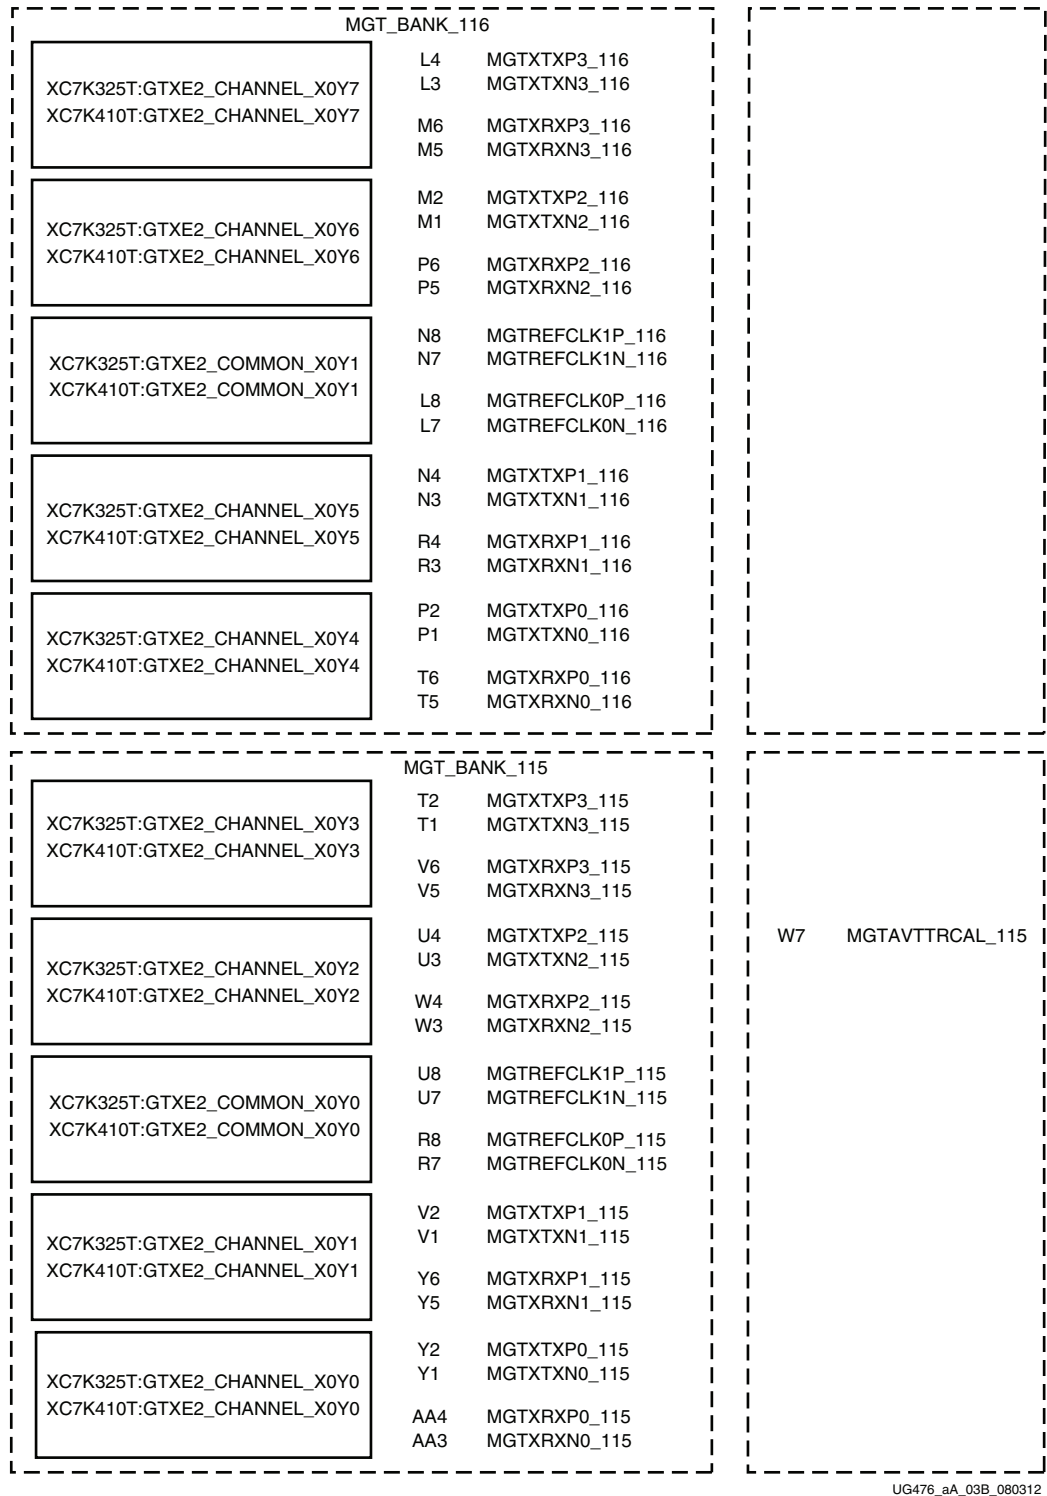 MGT_BANK_116
XC7K325T:GTXE2_CHANNEL_X0Y7
XC7K410T:GTXE2_CHANNEL_X0Y7
L4 MGTXTXP3_116
L3 MGTXTXN3_116
M6 MGTXRXP3_116
M5 MGTXRXN3_116
XC7K325T:GTXE2_CHANNEL_X0Y6
XC7K410T:GTXE2_CHANNEL_X0Y6
M2 MGTXTXP2_116
M1 MGTXTXN2_116
P6 MGTXRXP2_116
P5 MGTXRXN2_116
XC7K325T:GTXE2_COMMON_X0Y1
XC7K410T:GTXE2_COMMON_X0Y1
N8 MGTREFCLK1P_116
N7 MGTREFCLK1N_116
L8 MGTREFCLK0P_116
L7 MGTREFCLK0N_116
XC7K325T:GTXE2_CHANNEL_X0Y5
XC7K410T:GTXE2_CHANNEL_X0Y5
N4 MGTXTXP1_116
N3 MGTXTXN1_116
R4 MGTXRXP1_116
R3 MGTXRXN1_116
XC7K325T:GTXE2_CHANNEL_X0Y4
XC7K410T:GTXE2_CHANNEL_X0Y4
P2 MGTXTXP0_116
P1 MGTXTXN0_116
T6 MGTXRXP0_116
T5 MGTXRXN0_116
MGT_BANK_115
XC7K325T:GTXE2_CHANNEL_X0Y3
XC7K410T:GTXE2_CHANNEL_X0Y3
T2 MGTXTXP3_115
T1 MGTXTXN3_115
V6 MGTXRXP3_115
V5 MGTXRXN3_115
XC7K325T:GTXE2_CHANNEL_X0Y2
XC7K410T:GTXE2_CHANNEL_X0Y2
U4 MGTXTXP2_115
U3 MGTXTXN2_115
W4 MGTXRXP2_115
W3 MGTXRXN2_115
W7 MGTAVTTRCAL_115
XC7K325T:GTXE2_COMMON_X0Y0
XC7K410T:GTXE2_COMMON_X0Y0
U8 MGTREFCLK1P_115
U7 MGTREFCLK1N_115
R8 MGTREFCLK0P_115
R7 MGTREFCLK0N_115
XC7K325T:GTXE2_CHANNEL_X0Y1
XC7K410T:GTXE2_CHANNEL_X0Y1
V2 MGTXTXP1_115
V1 MGTXTXN1_115
Y6 MGTXRXP1_115
Y5 MGTXRXN1_115
XC7K325T:GTXE2_CHANNEL_X0Y0
XC7K410T:GTXE2_CHANNEL_X0Y0
Y2 MGTXTXP0_115
Y1 MGTXTXN0_115
AA4 MGTXRXP0_115
AA3 MGTXRXN0_115
UG476_aA_03B_080312